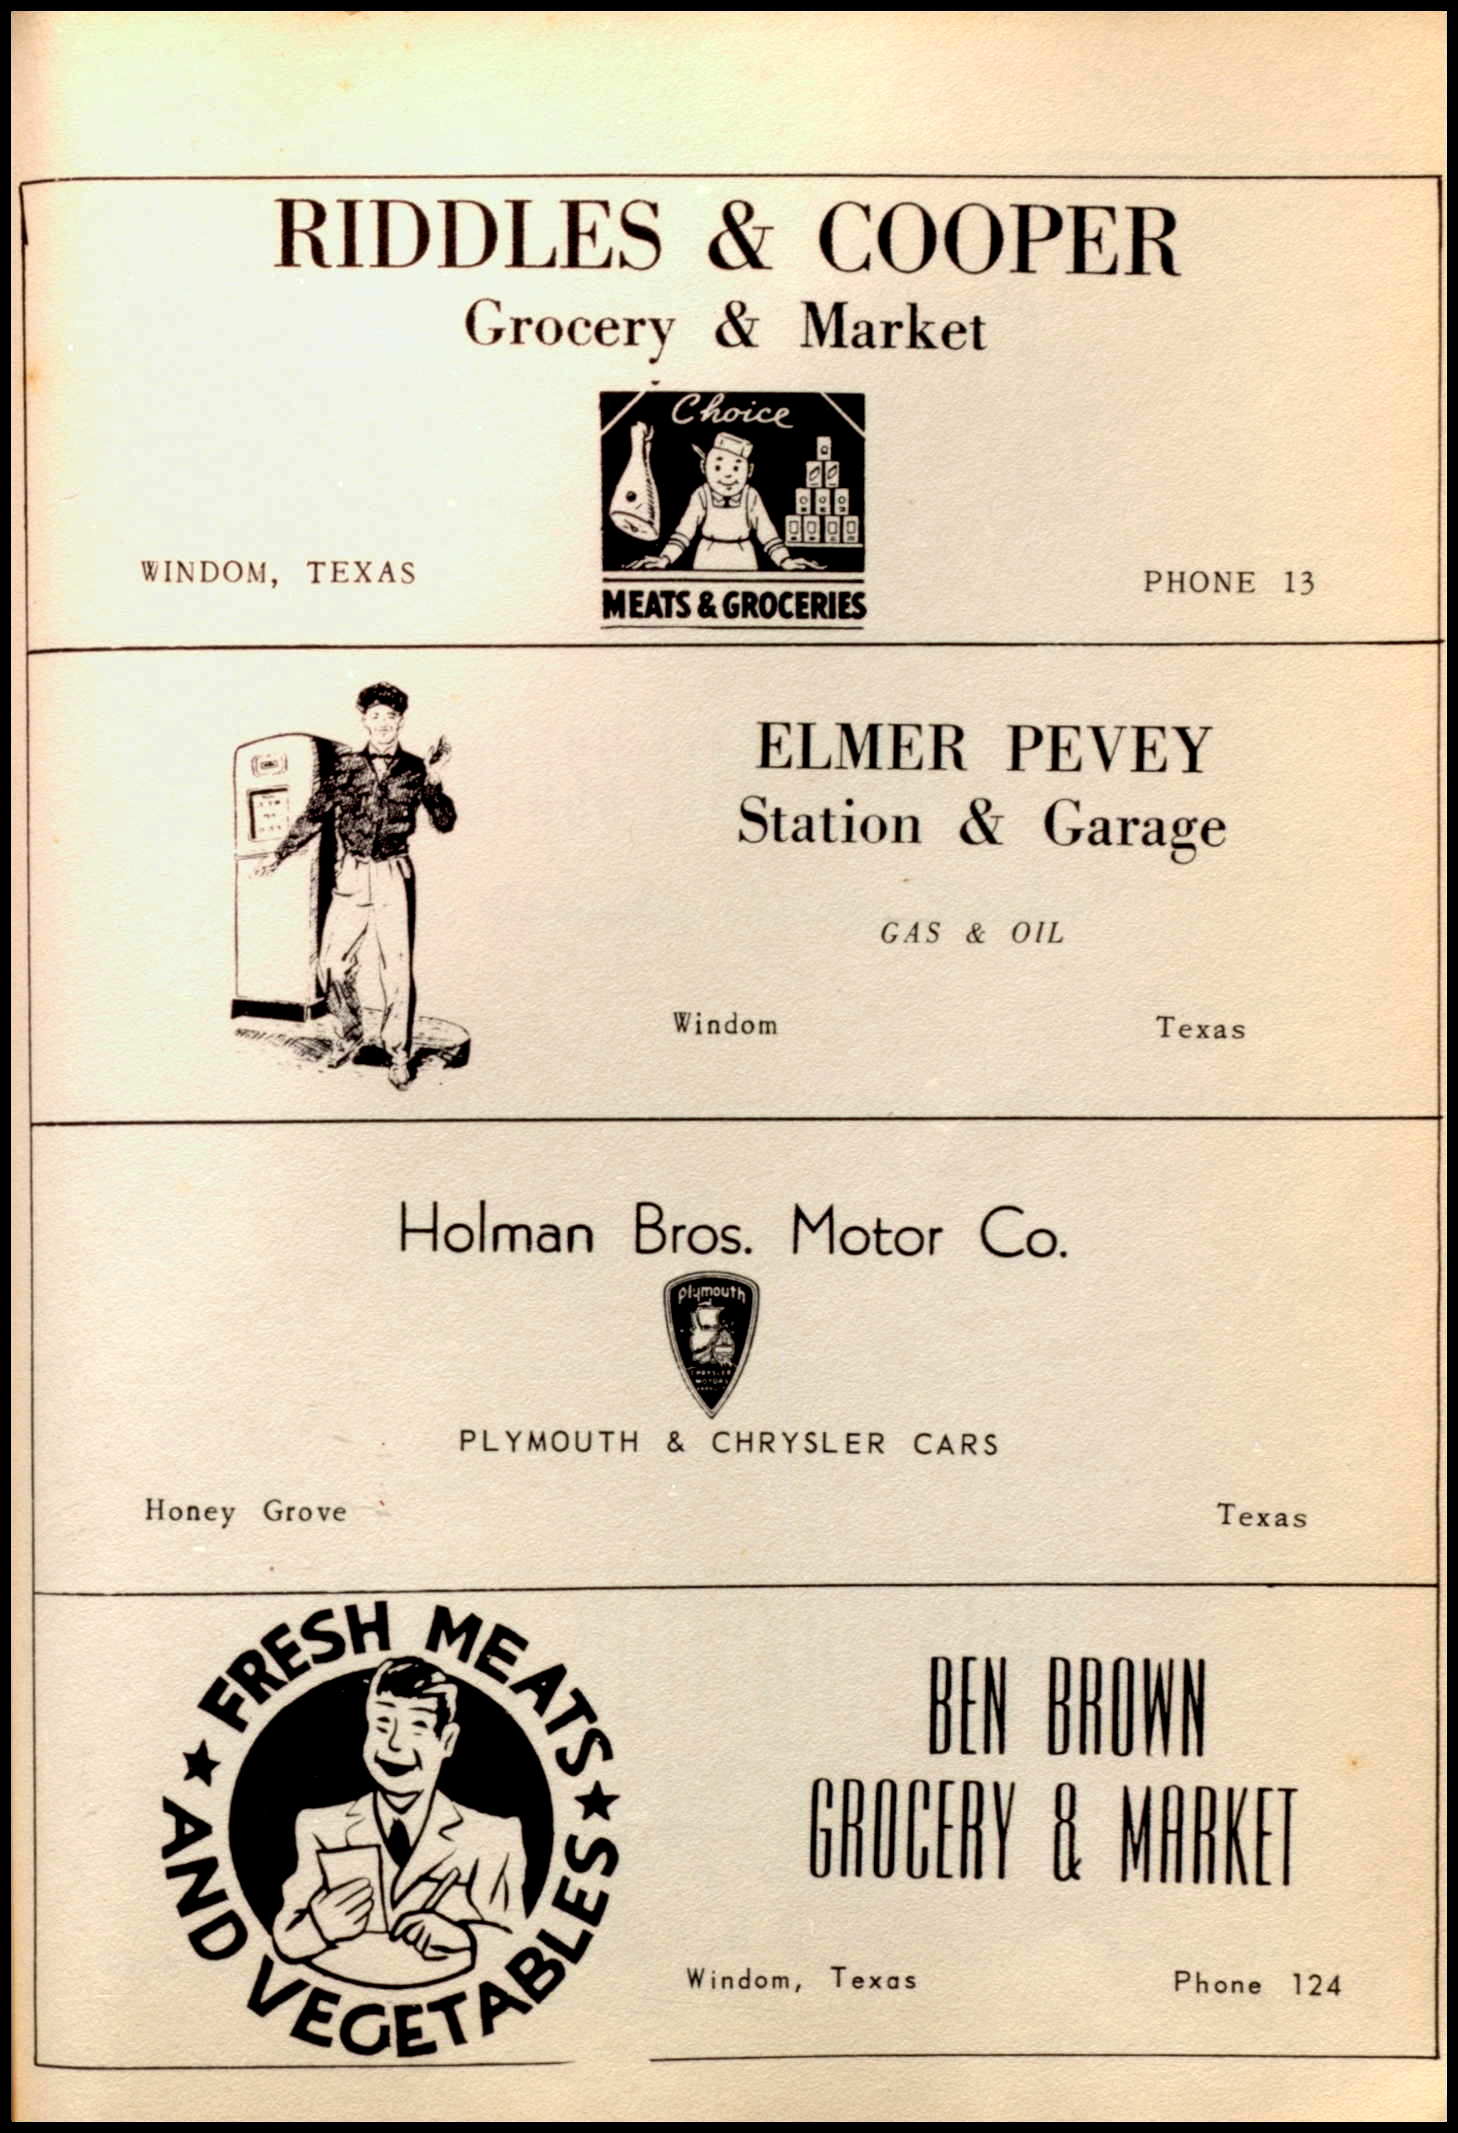 RIDDLES & COOPER
Grocery & Market
Choice
MEATS & GROCERIES
WINDOM, TEXAS
PHONE 13
ELMER PEVEY
Station & Garage
GAS & OIL
Windom Texas
Holman Bros. Motor Co.
Plymouth
CHRYSLER
MOTORS
PLYMOUTH & CHRYSLER CARS
Honey Grove Texas
FRESH MEATS
AND VEGETABLES
BEN BROWN
GROCERY & MARKET
Windom, Texas Phone 124